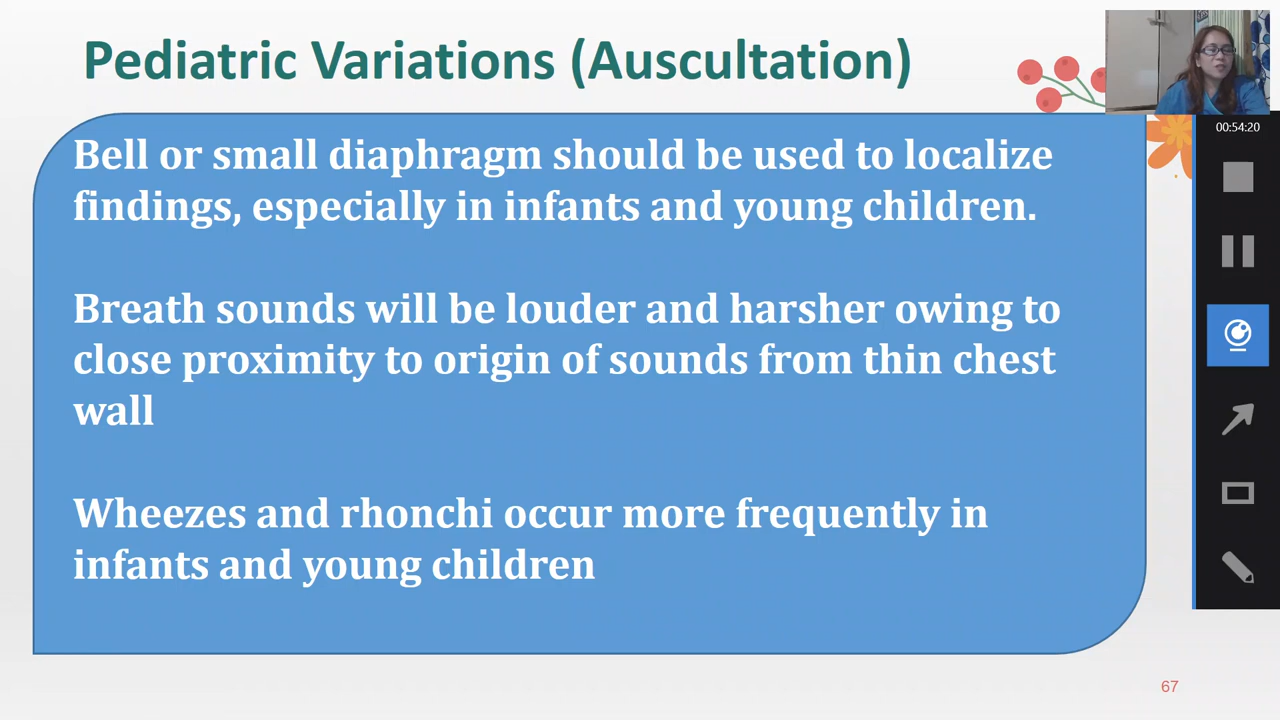 Pediatric Variations (Auscultation)
00:54:20
Bell or small diaphragm should be used to localize
findings, especially in infants and young children.
Breath sounds will be louder and harsher owing to
close proximity to origin of sounds from thin chest
wall
Wheezes and rhonchi occur more frequently in
infants and young children
67